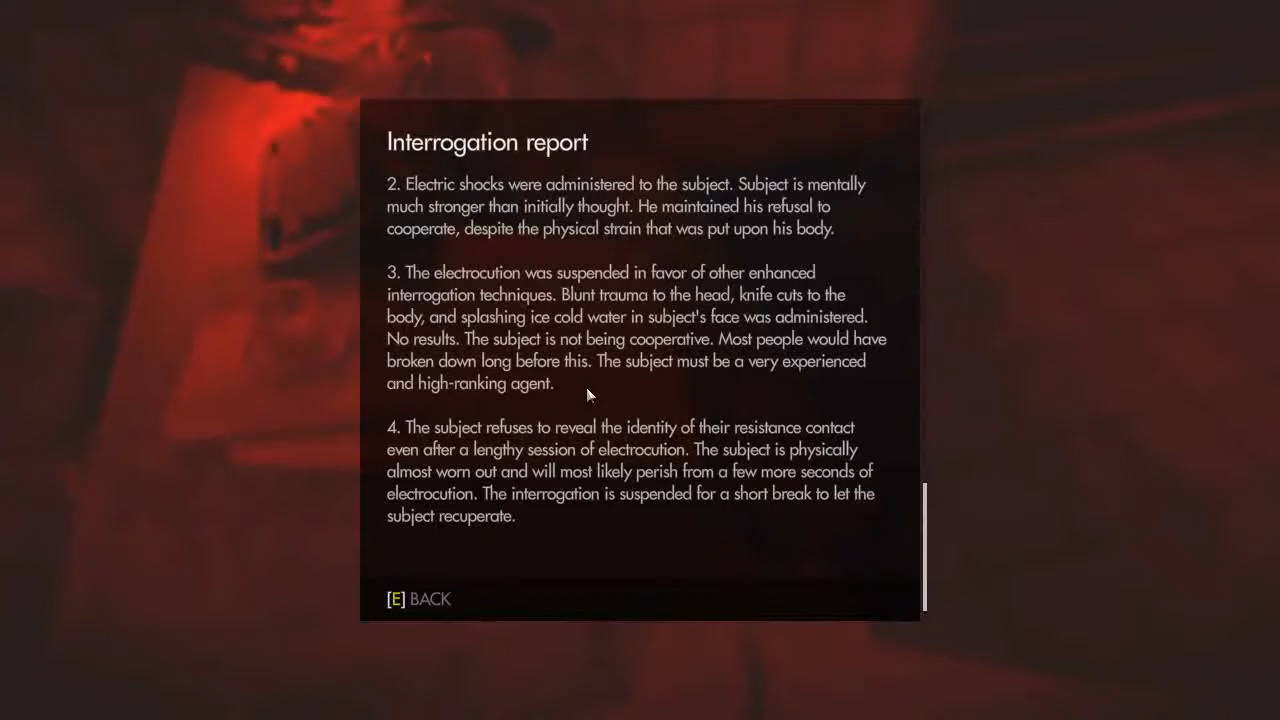 Interrogation report
2. Electric shocks were administered to the subject. Subject is mentally
much stronger than initially thought. He maintained his refusal to
cooperate, despite the physical strain that was put upon his body.
3. The electrocution was suspended in favor of other enhanced
interrogation techniques. Blunt trauma to the head, knife cuts to the
body, and splashing ice cold water in subject's face was administered.
No results. The subject is not being cooperative. Most people would have
broken down long before this. The subject must be a very experienced
and high-ranking agent.
4. The subject refuses to reveal the identity of their resistance contact
even after a lengthy session of electrocution. The subject is physically
almost worn out and will most likely perish from a few more seconds of
electrocution. The interrogation is suspended for a short break to let the
subject recuperate.
[E] BACK